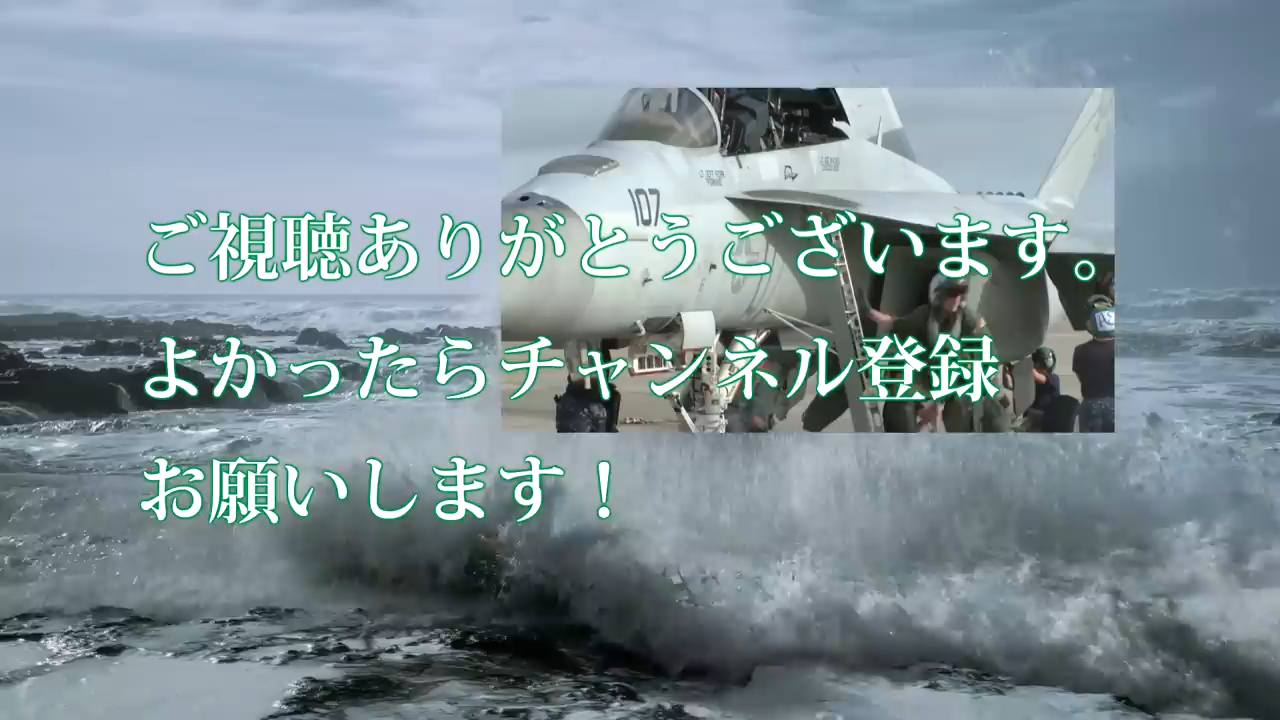 107
ご視聴ありがとうございます。
よかったらチャンネル登録
お願いします！